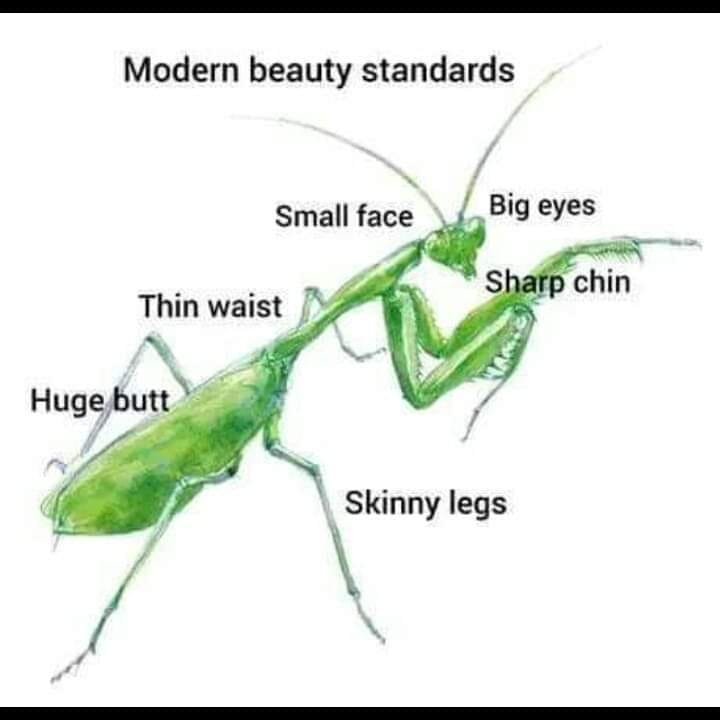 Modern beauty standards
Small face
Big eyes
Sharp chin
Thin waist
Huge butt
Skinny legs